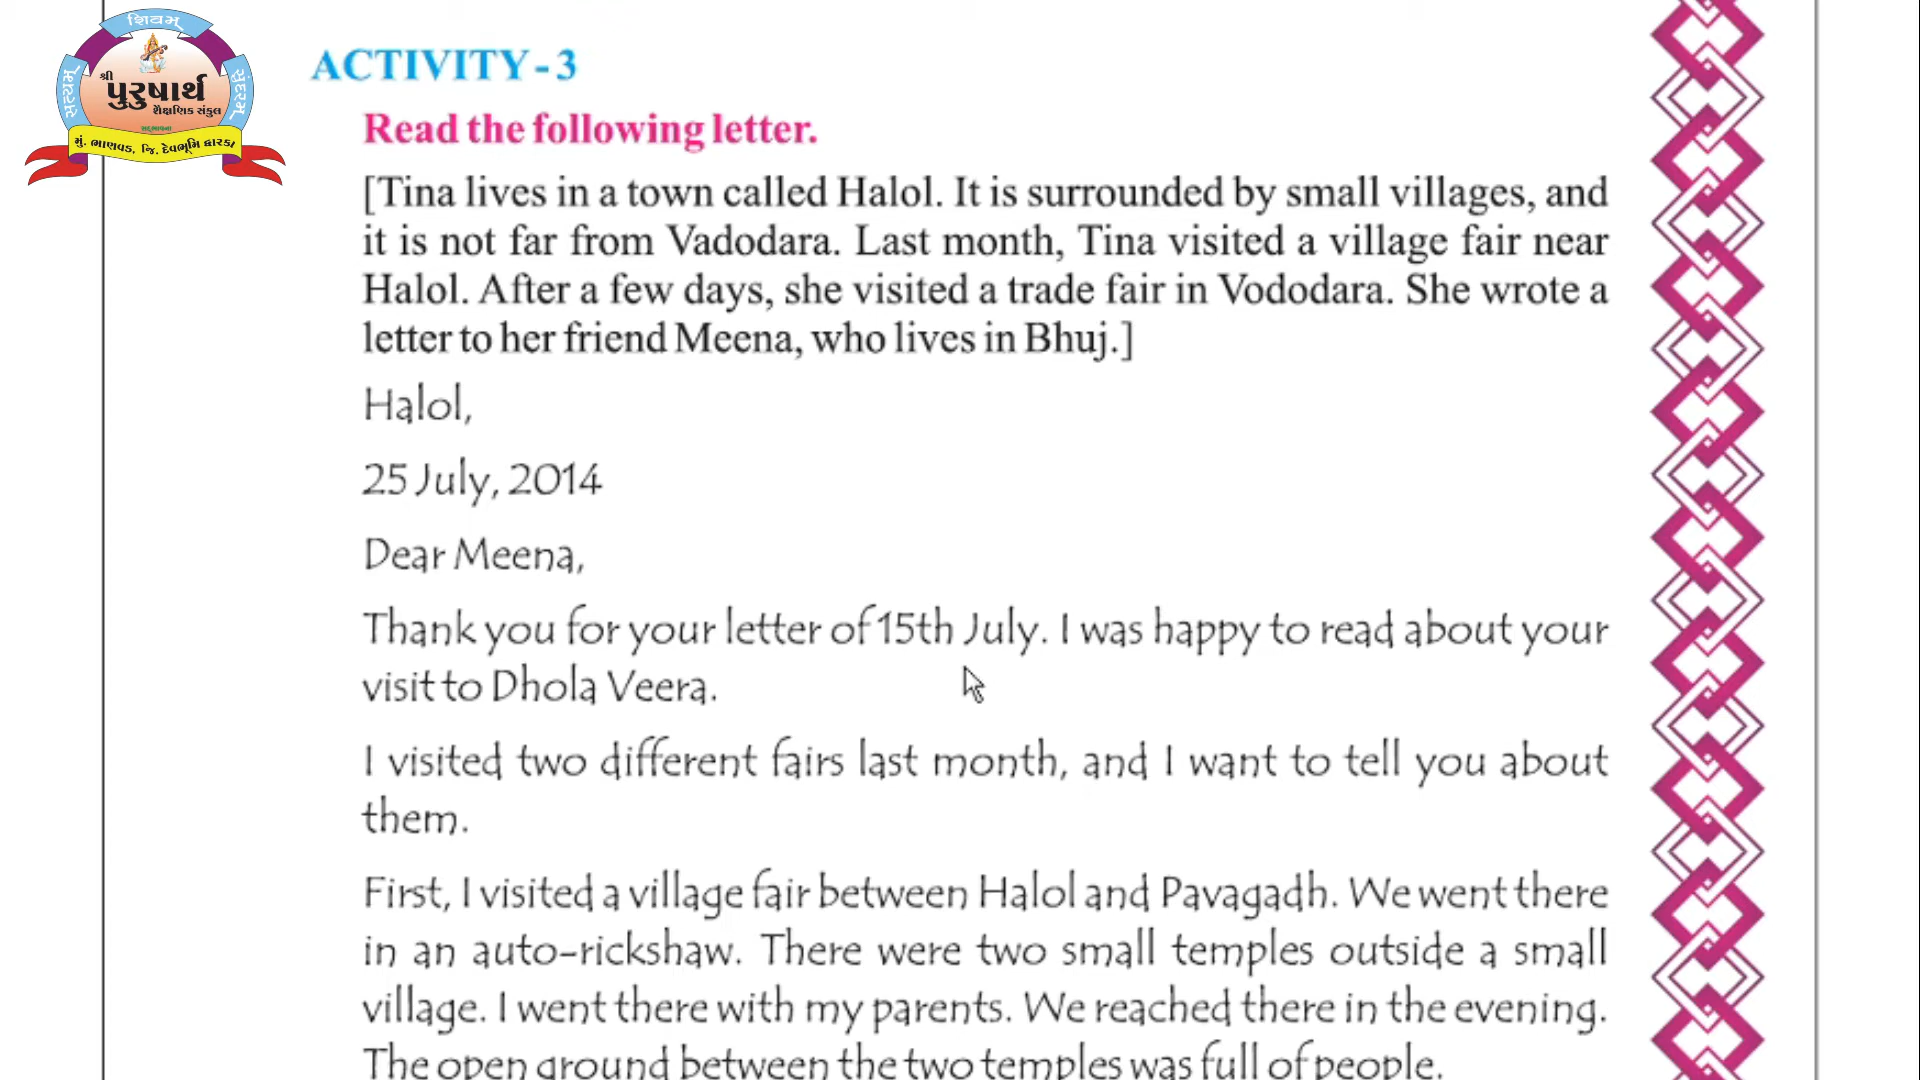 શિવમ્
સત્યમ્
સુંદરમ્
શ્રી
પુરુષાર્થ
શૈક્ષણિક સંકુલ
મું. ભાણવડ, જિ. દેવભૂમિ દ્વારકા
ACTIVITY - 3
Read the following letter.
[Tina lives in a town called Halol. It is surrounded by small villages, and
it is not far from Vadodara. Last month, Tina visited a village fair near
Halol. After a few days, she visited a trade fair in Vododara. She wrote a
letter to her friend Meena, who lives in Bhuj.]
Halol,
25 July, 2014
Dear Meena,
Thank you for your letter of 15th July. I was happy to read about your
visit to Dhola Veera.
I visited two different fairs last month, and I want to tell you about
them.
First, I visited a village fair between Halol and Pavagadh. We went there
in an auto-rickshaw. There were two small temples outside a small
village. I went there with my parents. We reached there in the evening.
The open ground between the two temples was full of people.